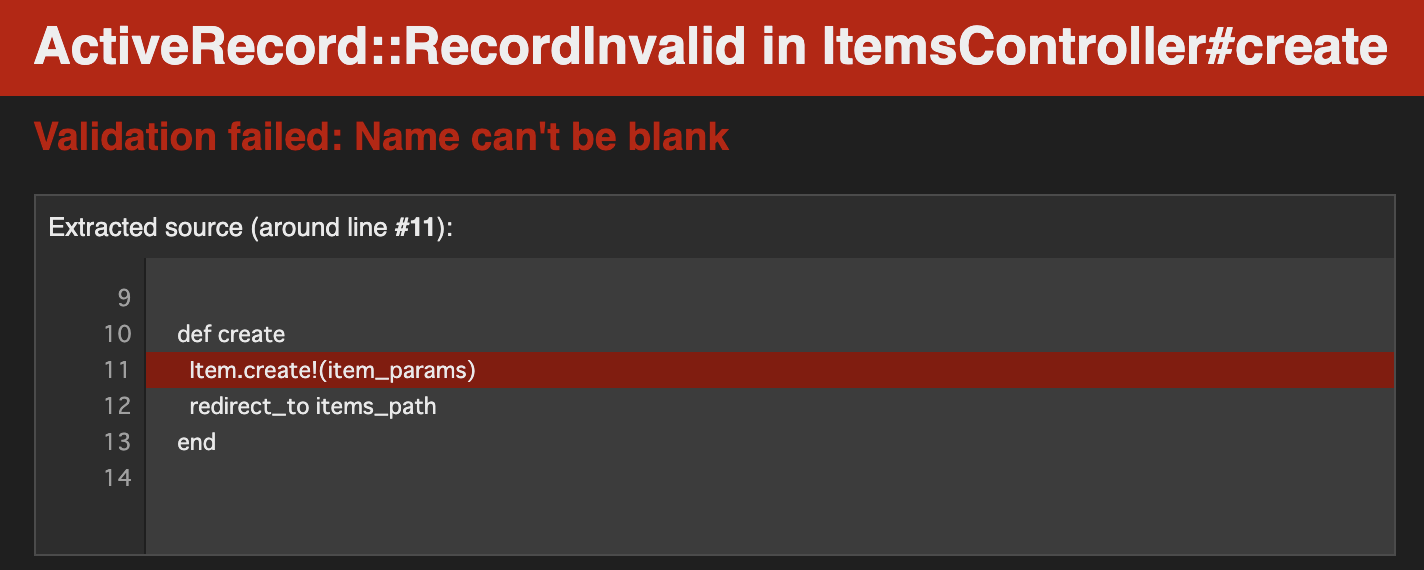 ActiveRecord::RecordInvalid in ItemsController#create
Validation failed: Name can't be blank
Extracted source (around line #11):
9
10 def create
11 Item.create!(item_params)
12 redirect_to items_path
13 end
14